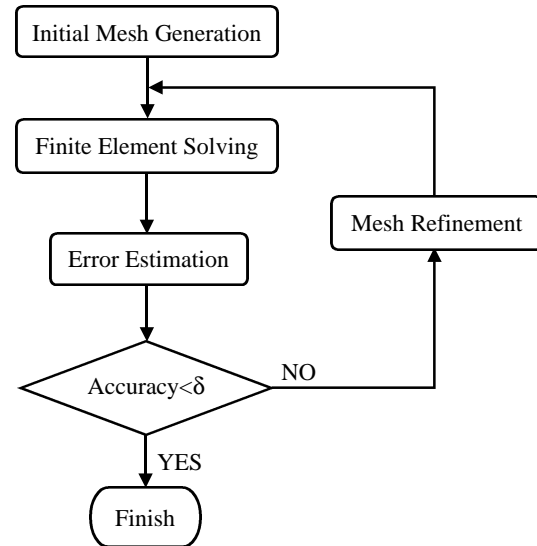 Initial Mesh Generation
Finite Element Solving
Mesh Refinement
Error Estimation
Accuracy<δ
NO
YES
Finish